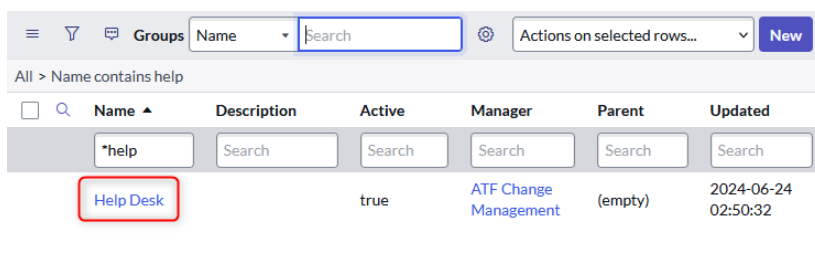 Groups Name Search Actions on selected rows... New
All > Name contains help
Name Description Active Manager Parent Updated
*help Search Search Search Search Search
Help Desk true ATF Change Management (empty) 2024-06-24 02:50:32